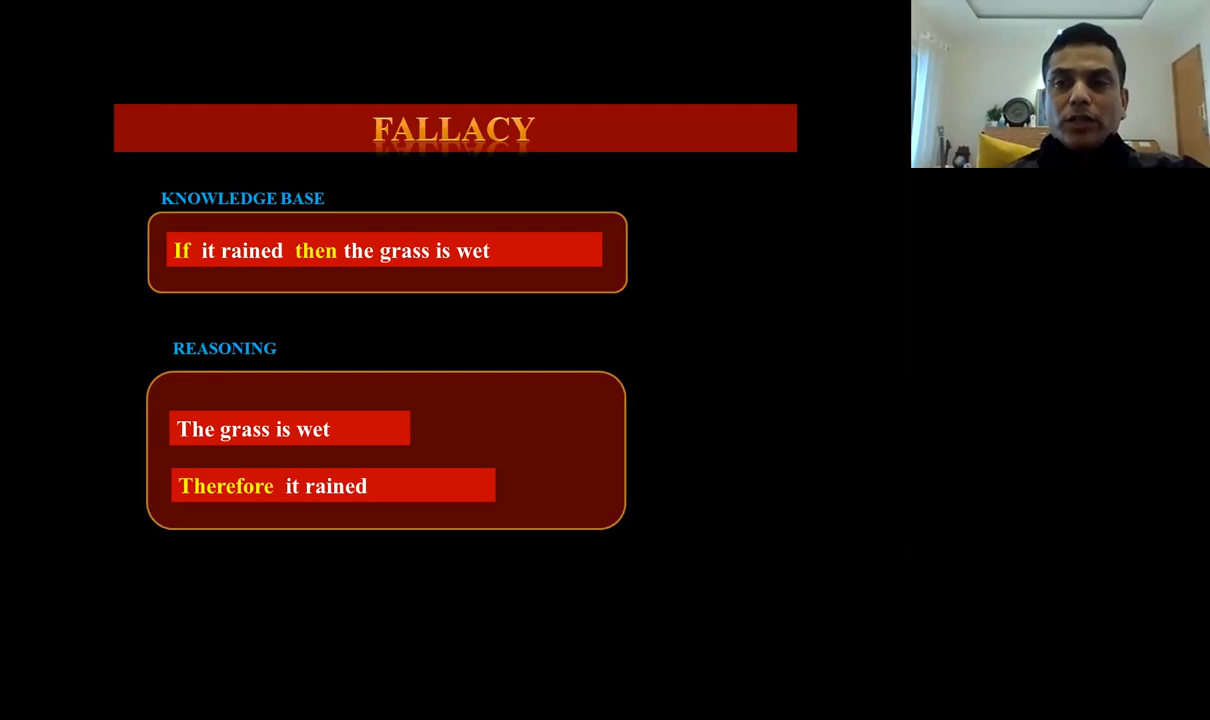 FALLACY
KNOWLEDGE BASE
If it rained then the grass is wet
REASONING
The grass is wet
Therefore it rained